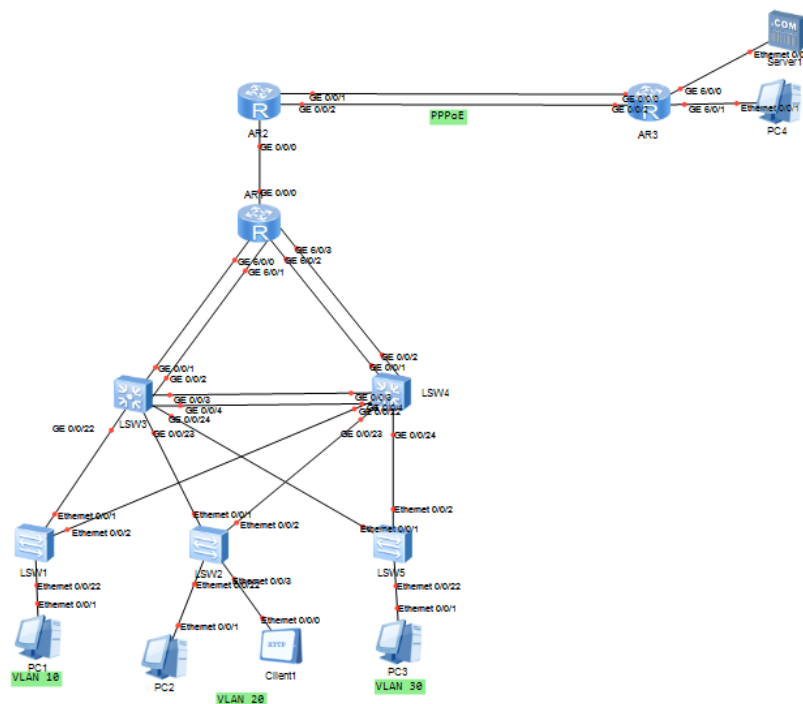 .COM
Ethernet 0/0/
Server1
GE 6/0/0
GE 0/0/1
GE 0/0/0
GE 0/0/2
GE 0/0/2
GE 6/0/1
Ethernet 0/0/1
PPPoE
AR2
AR3
PC4
GE 0/0/0
GE 0/0/0
AR
GE 6/0/3
GE 6/0/0
GE 6/0/2
GE 6/0/1
GE 0/0/2
GE 0/0/1
GE 0/0/1
GE 0/0/2
GE 0/0/3
GE 0/0/3
LSW4
GE 0/0/4
LSW3
GE 0/0/24
GE 0/0/22
GE 0/0/23
GE 0/0/23
GE 0/0/24
Ethernet 0/0/1
Ethernet 0/0/2
Ethernet 0/0/1
Ethernet 0/0/2
Ethernet 0/0/2
Ethernet 0/0/1
LSW1
LSW2
LSW5
Ethernet 0/0/22
Ethernet 0/0/22
Ethernet 0/0/3
Ethernet 0/0/22
Ethernet 0/0/1
Ethernet 0/0/1
Ethernet 0/0/0
Ethernet 0/0/1
HTTP
PC1
PC2
Client1
PC3
VLAN 10
VLAN 20
VLAN 30